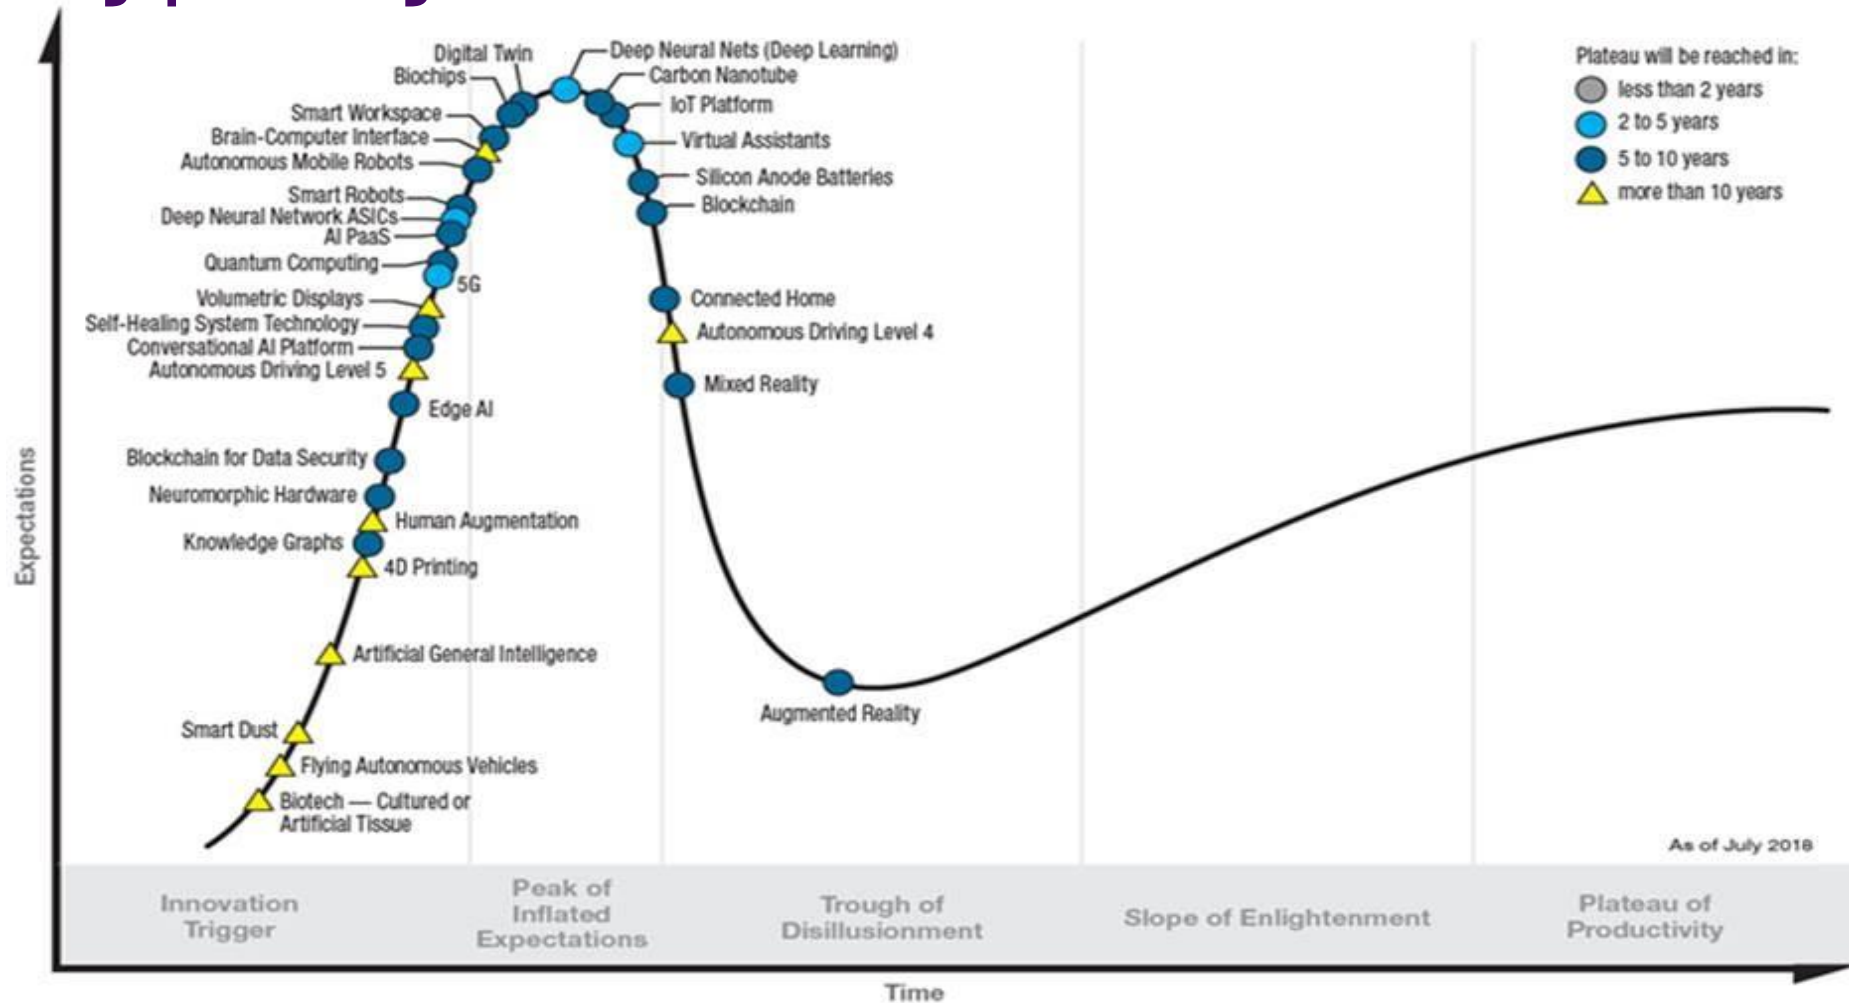 Digital Twin
Deep Neural Nets (Deep Learning)
Biochips
Carbon Nanotube
Smart Workspace
IoT Platform
Brain-Computer Interface
Virtual Assistants
Autonomous Mobile Robots
Silicon Anode Batteries
Smart Robots
Blockchain
Deep Neural Network ASICs
AI PaaS
Quantum Computing
5G
Volumetric Displays
Connected Home
Self-Healing System Technology
Autonomous Driving Level 4
Conversational AI Platform
Autonomous Driving Level 5
Mixed Reality
Edge AI
Blockchain for Data Security
Neuromorphic Hardware
Human Augmentation
Knowledge Graphs
4D Printing
Artificial General Intelligence
Augmented Reality
Smart Dust
Flying Autonomous Vehicles
Biotech — Cultured or
Artificial Tissue
Plateau will be reached in:
less than 2 years
2 to 5 years
5 to 10 years
more than 10 years
Expectations
As of July 2018
Innovation
Trigger
Peak of
Inflated
Expectations
Trough of
Disillusionment
Slope of Enlightenment
Plateau of
Productivity
Time